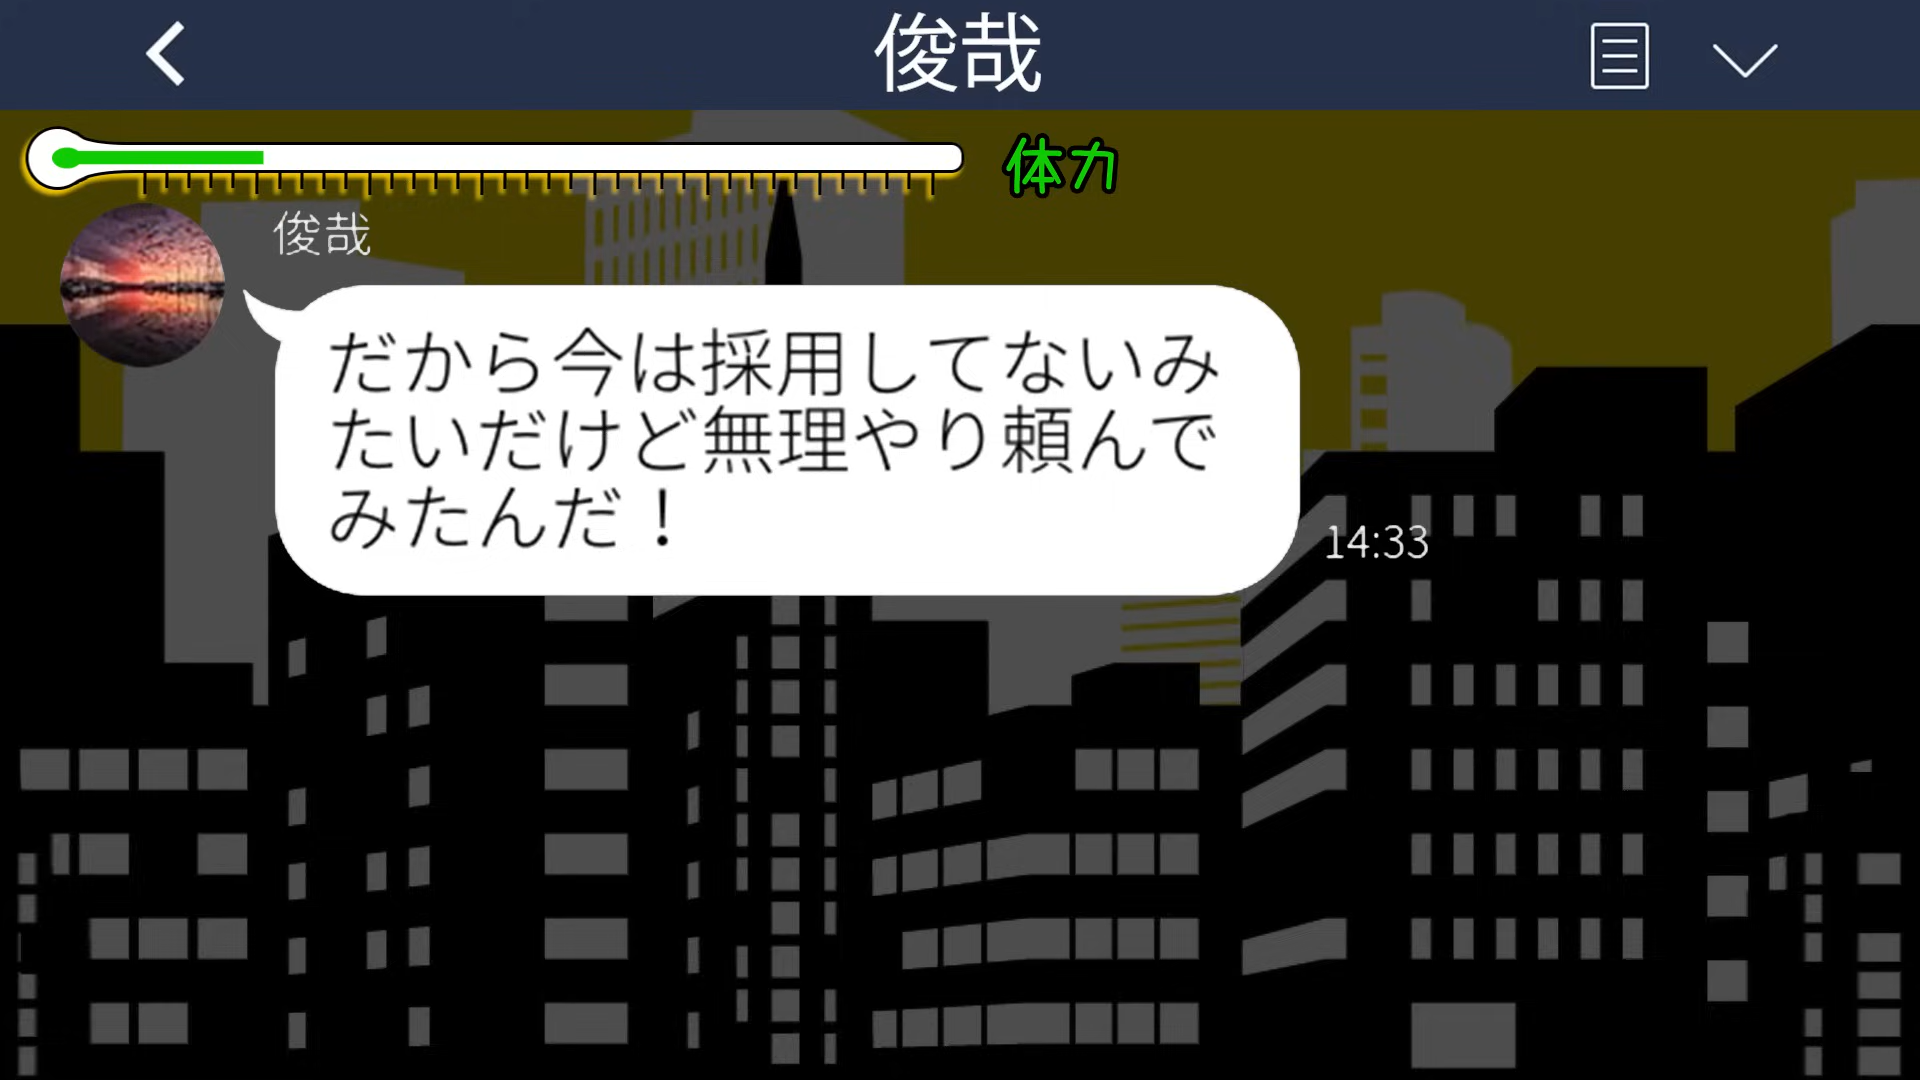 俊哉
体力
俊哉
だから今は採用してないみ
たいだけど無理やり頼んで
みたんだ！
14:33